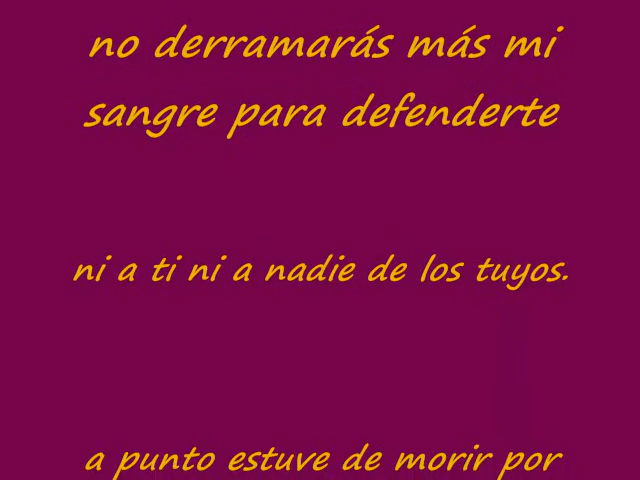 no derramarás más mi
sangre para defenderte
ni a ti ni a nadie de los tuyos.
a punto estuve de morir por